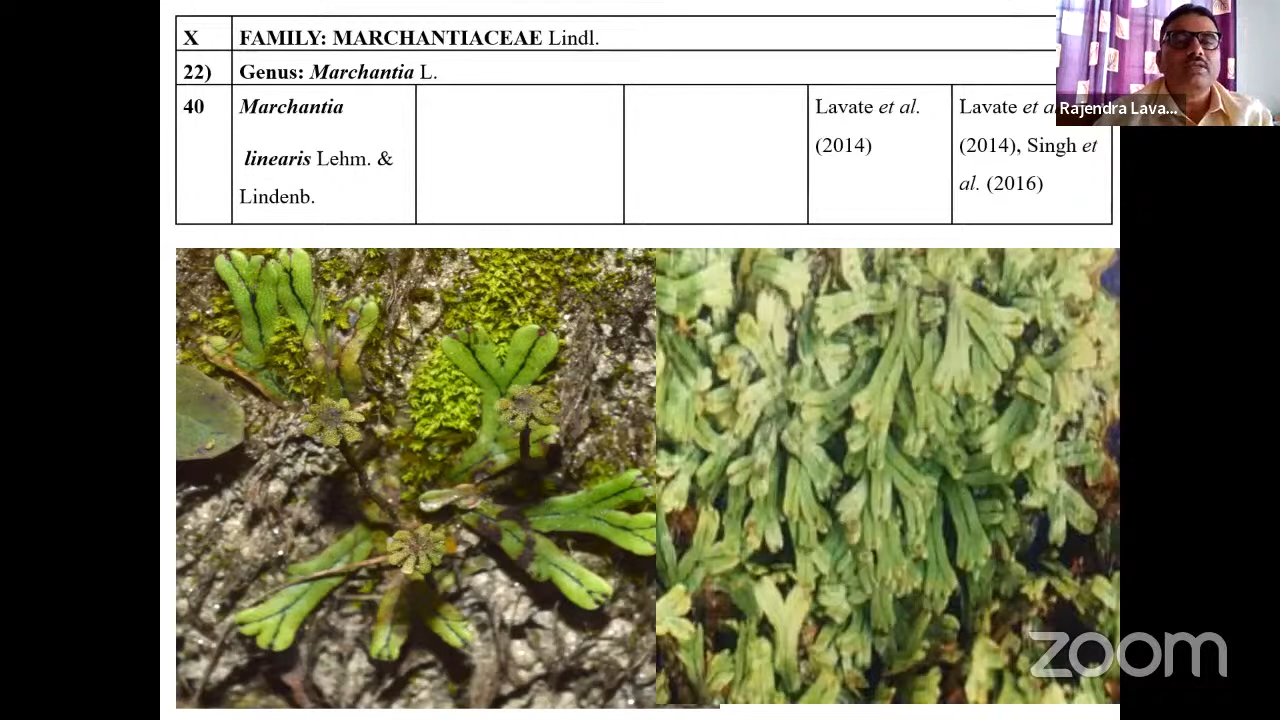 X FAMILY: MARCHANTIACEAE Lindl.
22) Genus: Marchantia L.
40 Marchantia
linearis Lehm. &
Lindenb.
Lavate et al.
(2014)
Lavate et a
(2014), Singh et
al. (2016)
Rajendra Lava...
zoom